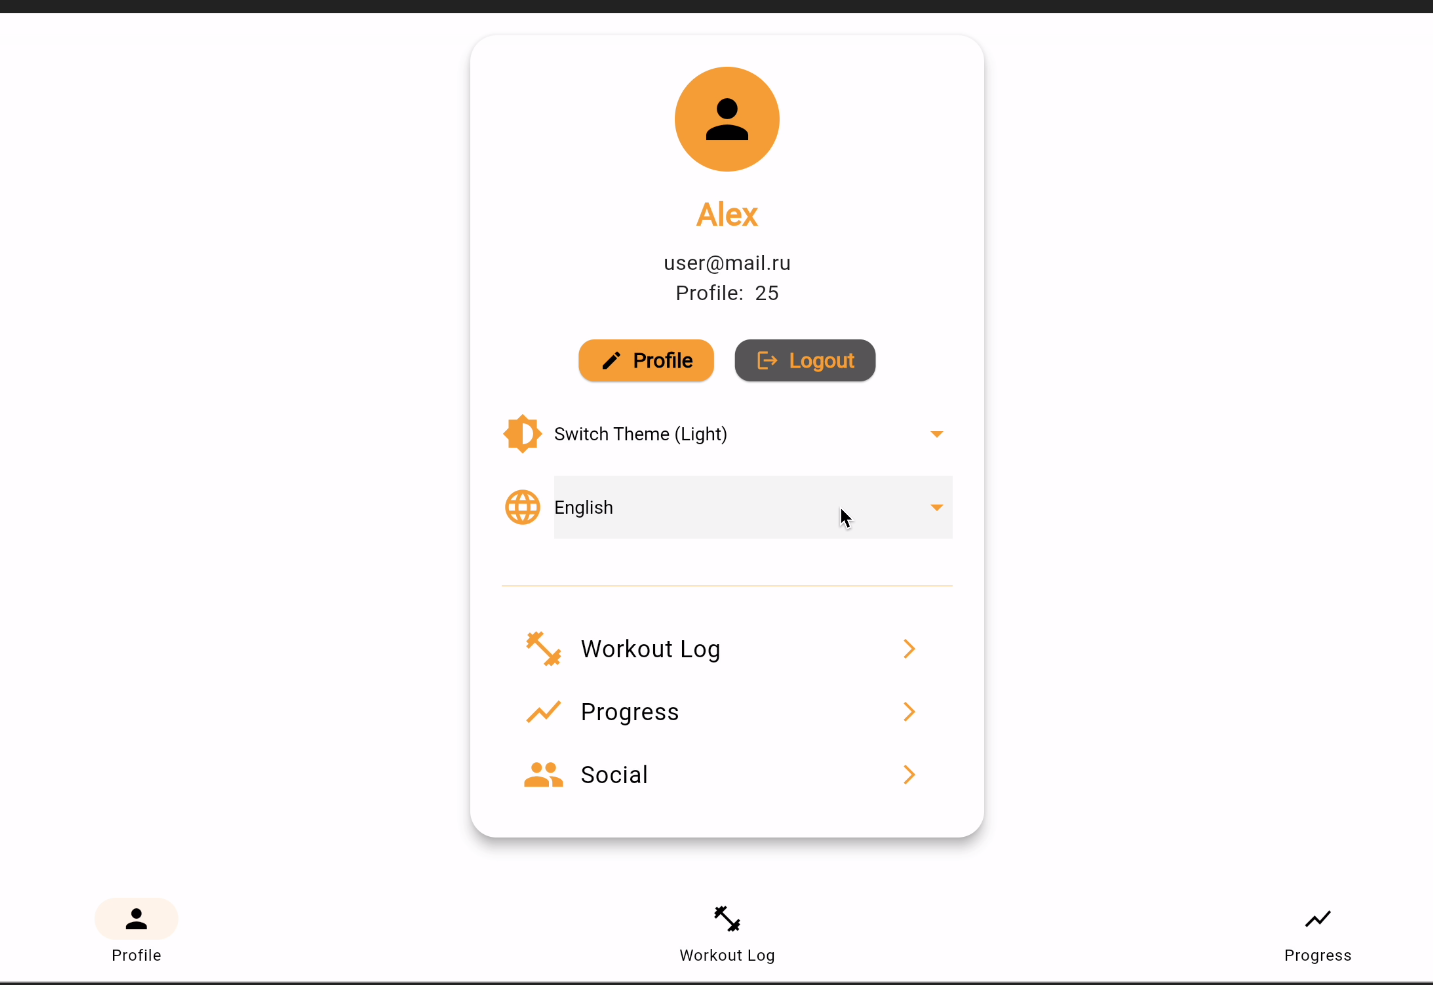 Alex
user@mail.ru
Profile: 25
Profile
Logout
Switch Theme (Light)
English
Workout Log
Progress
Social
Profile
Workout Log
Progress